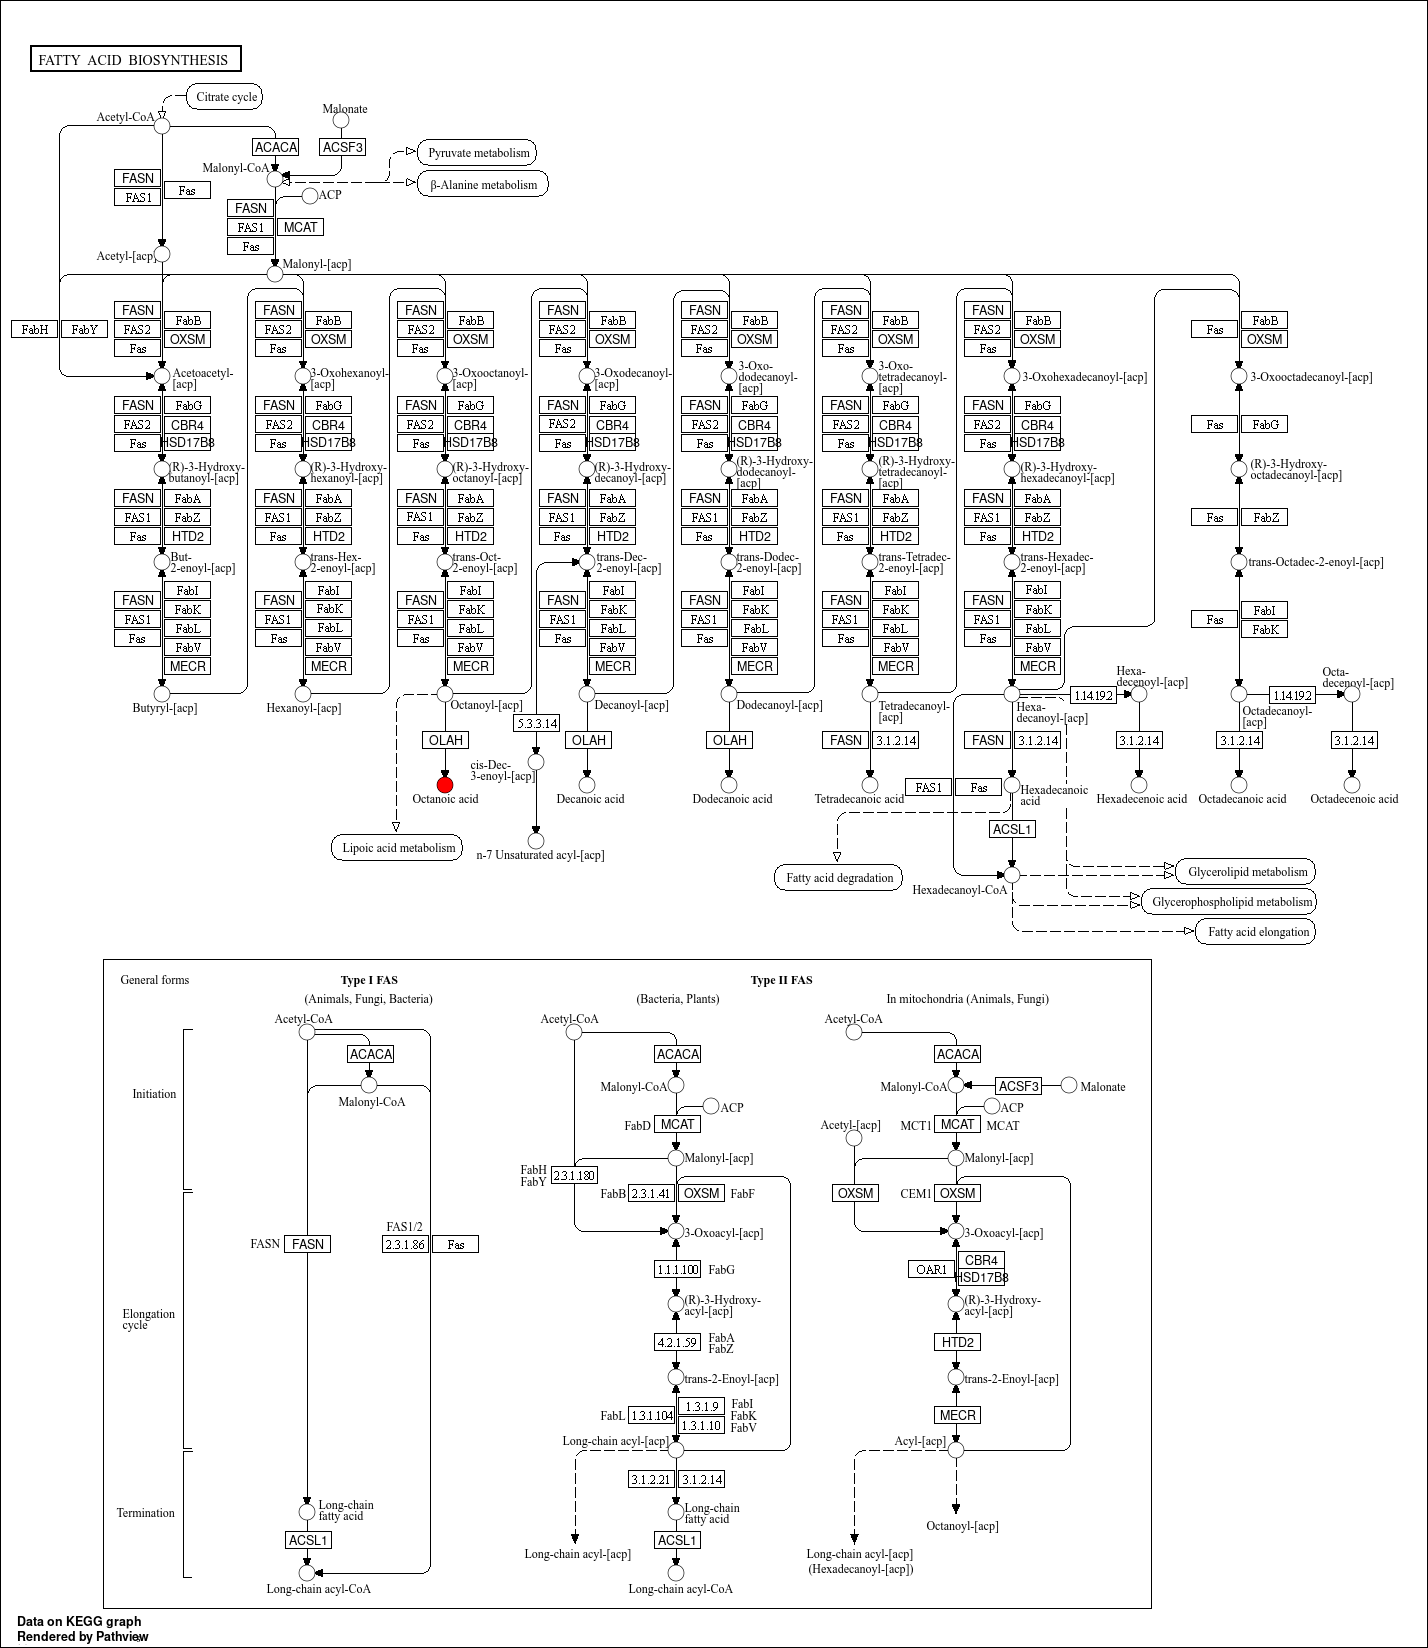 FATTY ACID BIOSYNTHESIS
Citrate cycle
Acetyl-CoA
Malonate
ACACA
ACSF3
Pyruvate metabolism
Malonyl-CoA
β-Alanine metabolism
FASN
FAS1
Fas
ACP
FASN
FAS1
MCAT
Fas
Acetyl-[acp]
Malonyl-[acp]
FASN FASN FASN FASN FASN FASN FASN
FabB FabB FabB FabB FabB FabB FabB FabB
FabH FabY FAS2 FAS2 FAS2 FAS2 FAS2 FAS2 FAS2 Fas
OXSM OXSM OXSM OXSM OXSM OXSM OXSM OXSM
Fas Fas Fas Fas Fas Fas Fas
Acetoacetyl-
[acp]
3-Oxohexanoyl-
[acp]
3-Oxooctanoyl-
[acp]
3-Oxodecanoyl-
[acp]
3-Oxo-
dodecanoyl-
[acp]
3-Oxo-
tetradecanoyl-
[acp]
3-Oxohexadecanoyl-[acp]
3-Oxooctadecanoyl-[acp]
FASN FabG FASN FabG FASN FabG FASN FabG FASN FabG FASN FabG FASN FabG
FAS2 CBR4 FAS2 CBR4 FAS2 CBR4 FAS2 CBR4 FAS2 CBR4 FAS2 CBR4 FAS2 CBR4 Fas FabG
Fas HSD17B8 Fas HSD17B8 Fas HSD17B8 Fas HSD17B8 Fas HSD17B8 Fas HSD17B8 Fas HSD17B8
(R)-3-Hydroxy-
butanoyl-[acp]
(R)-3-Hydroxy-
hexanoyl-[acp]
(R)-3-Hydroxy-
octanoyl-[acp]
(R)-3-Hydroxy-
decanoyl-[acp]
(R)-3-Hydroxy-
dodecanoyl-
[acp]
(R)-3-Hydroxy-
tetradecanoyl-
[acp]
(R)-3-Hydroxy-
hexadecanoyl-[acp]
(R)-3-Hydroxy-
octadecanoyl-[acp]
FASN FabA FASN FabA FASN FabA FASN FabA FASN FabA FASN FabA FASN FabA
FAS1 FabZ FAS1 FabZ FAS1 FabZ FAS1 FabZ FAS1 FabZ FAS1 FabZ FAS1 FabZ Fas FabZ
Fas HTD2 Fas HTD2 Fas HTD2 Fas HTD2 Fas HTD2 Fas HTD2 Fas HTD2
But-
2-enoyl-[acp]
trans-Hex-
2-enoyl-[acp]
trans-Oct-
2-enoyl-[acp]
trans-Dec-
2-enoyl-[acp]
trans-Dodec-
2-enoyl-[acp]
trans-Tetradec-
2-enoyl-[acp]
trans-Hexadec-
2-enoyl-[acp]
trans-Octadec-2-enoyl-[acp]
FabI FabI FabI FabI FabI FabI FabI
FASN FASN FASN FASN FASN FASN FASN
FabK FabK FabK FabK FabK FabK FabK FabI
FAS1 FAS1 FAS1 FAS1 FAS1 FAS1 FAS1 Fas
FabL FabL FabL FabL FabL FabL FabL FabK
Fas Fas Fas Fas Fas Fas Fas
FabV FabV FabV FabV FabV FabV FabV
MECR MECR MECR MECR MECR MECR MECR
Butyryl-[acp]
Hexanoyl-[acp]
Octanoyl-[acp]
Decanoyl-[acp]
Dodecanoyl-[acp]
Tetradecanoyl-
[acp]
Hexa-
decanoyl-[acp]
1.14.19.2
Hexa-
decenoyl-[acp]
Octadecanoyl-
[acp]
1.14.19.2
Octa-
decenoyl-[acp]
5.3.3.14
OLAH OLAH OLAH FASN 3.1.2.14 FASN 3.1.2.14 3.1.2.14 3.1.2.14 3.1.2.14
cis-Dec-
3-enoyl-[acp]
FAS1 Fas
Hexadecanoic
acid
Octanoic acid
Decanoic acid
Dodecanoic acid
Tetradecanoic acid
Hexadecenoic acid
Octadecanoic acid
Octadecenoic acid
ACSL1
Lipoic acid metabolism
n-7 Unsaturated acyl-[acp]
Fatty acid degradation
Hexadecanoyl-CoA
Glycerolipid metabolism
Glycerophospholipid metabolism
Fatty acid elongation
General forms
Type I FAS
Type II FAS
(Animals, Fungi, Bacteria)
(Bacteria, Plants)
In mitochondria (Animals, Fungi)
Initiation
Elongation
cycle
Termination
Acetyl-CoA
ACACA
Malonyl-CoA
FASN FASN
FAS1/2
2.3.1.86 Fas
Long-chain
fatty acid
ACSL1
Long-chain acyl-CoA
Acetyl-CoA
ACACA
Malonyl-CoA
ACP
FabD MCAT
Malonyl-[acp]
FabH
FabY
2.3.1.180
FabB 2.3.1.41 OXSM FabF
3-Oxoacyl-[acp]
1.1.1.100 FabG
(R)-3-Hydroxy-
acyl-[acp]
4.2.1.59
FabA
FabZ
trans-2-Enoyl-[acp]
FabL 1.3.1.104
1.3.1.9
1.3.1.10
FabI
FabK
FabV
Long-chain acyl-[acp]
3.1.2.21 3.1.2.14
Long-chain
fatty acid
ACSL1
Long-chain acyl-[acp]
Long-chain acyl-CoA
Acetyl-CoA
ACACA
Malonyl-CoA
ACSF3
Malonate
ACP
Acetyl-[acp]
MCT1 MCAT MCAT
Malonyl-[acp]
OXSM
CEM1 OXSM
3-Oxoacyl-[acp]
OAR1
CBR4
HSD17B8
(R)-3-Hydroxy-
acyl-[acp]
HTD2
trans-2-Enoyl-[acp]
MECR
Acyl-[acp]
Octanoyl-[acp]
Long-chain acyl-[acp]
(Hexadecanoyl-[acp])
Data on KEGG graph
Rendered by Pathview